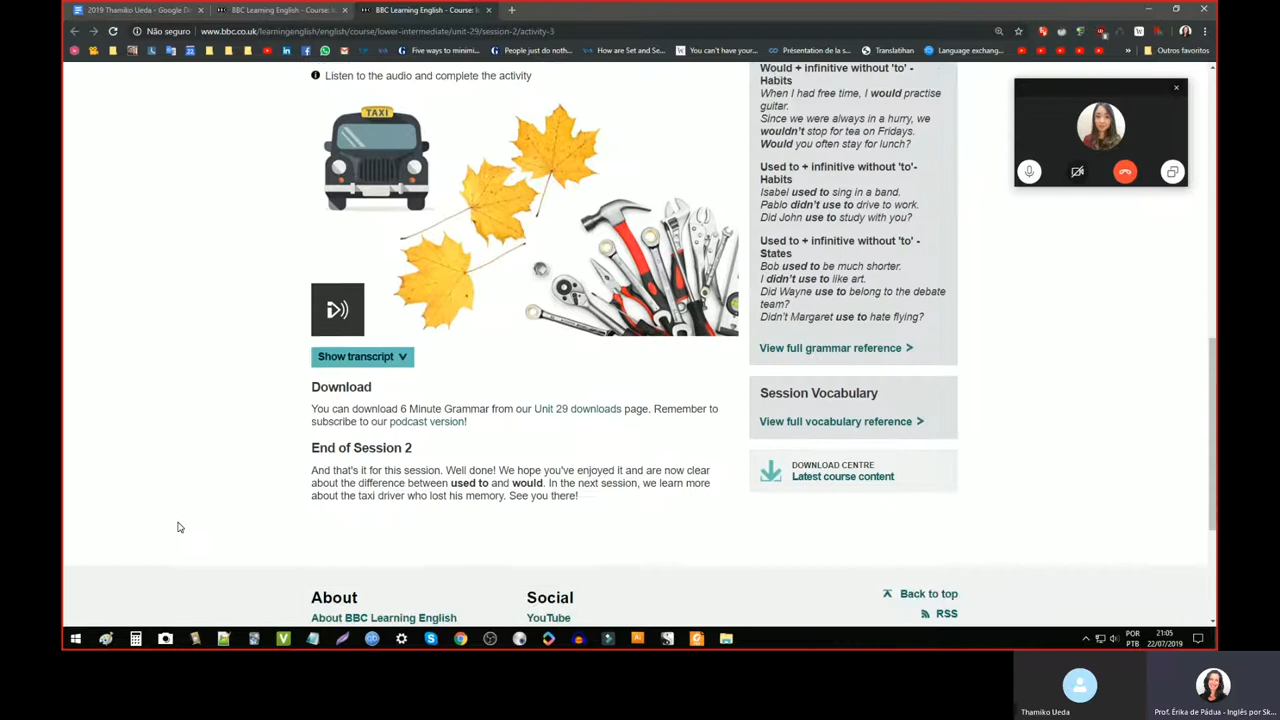 2019 Thamiko Ueda - Google Do
BBC Learning English - Course: l
BBC Learning English - Course: l
Não seguro
www.bbc.co.uk/learningenglish/english/course/lower-intermediate/unit-29/session-2/activity-3
Five ways to minimi...
People just do noth...
How are Set and Se...
You can't have your...
Présentation de la s...
Translatihan
Language exchang...
Outros favoritos
Listen to the audio and complete the activity
TAXI
Show transcript
Download
You can download 6 Minute Grammar from our Unit 29 downloads page. Remember to
subscribe to our podcast version!
End of Session 2
And that's it for this session. Well done! We hope you've enjoyed it and are now clear
about the difference between used to and would. In the next session, we learn more
about the taxi driver who lost his memory. See you there!
Would + infinitive without 'to' -
Habits
When I had free time, I would practise
guitar.
Since we were always in a hurry, we
wouldn't stop for tea on Fridays.
Would you often stay for lunch?
Used to + infinitive without 'to'-
Habits
Isabel used to sing in a band.
Pablo didn't use to drive to work.
Did John use to study with you?
Used to + infinitive without 'to' -
States
Bob used to be much shorter.
I didn't use to like art.
Did Wayne use to belong to the debate
team?
Didn't Margaret use to hate flying?
View full grammar reference >
Session Vocabulary
View full vocabulary reference >
DOWNLOAD CENTRE
Latest course content
About
About BBC Learning English
Social
YouTube
Back to top
RSS
POR
PTB
21:05
22/07/2019
Thamiko Ueda
Prof. Érika de Pádua - Inglês por Sk...